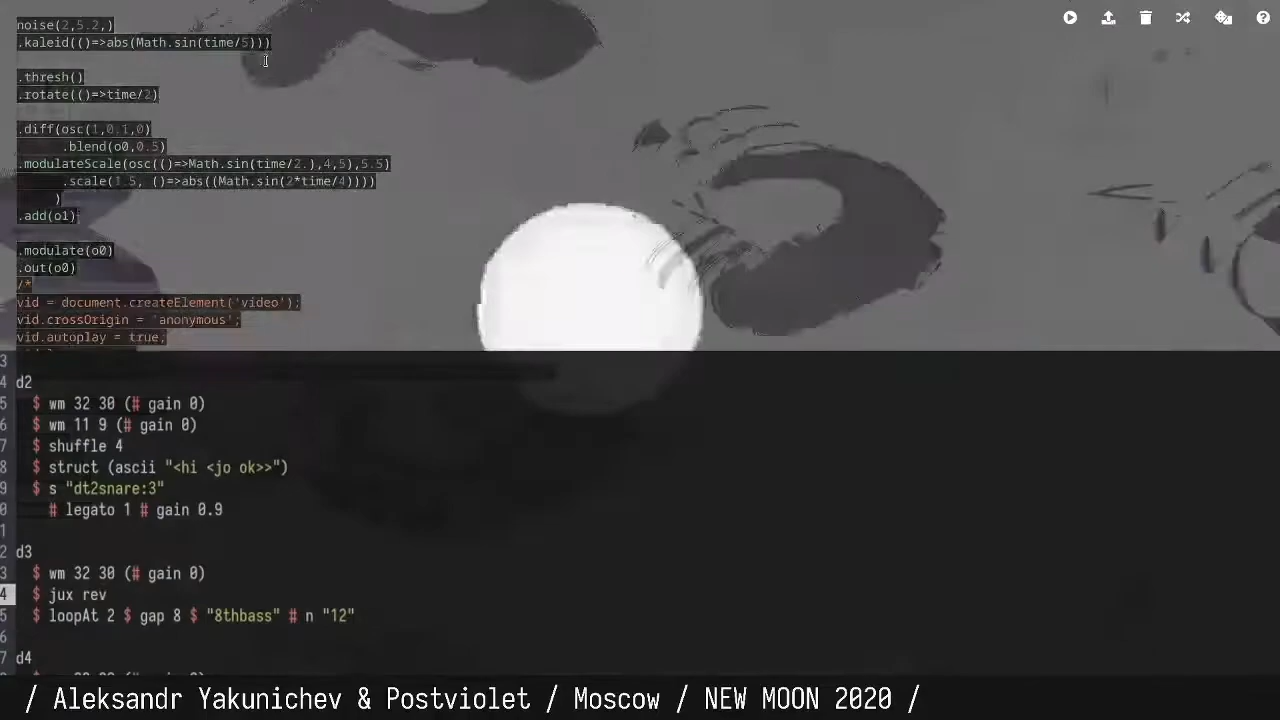 noise(2,5.2,)
.kaleid(()=>abs(Math.sin(time/5)))
.thresh()
.rotate(()=>time/2)
.diff(osc(1,0.1,0)
.blend(o0,0.5)
.modulateScale(osc(()=>Math.sin(time/2.),4,5),5.5)
.scale(1.5, ()=>abs((Math.sin(2*time/4))))
)
.add(o1)
.modulate(o0)
.out(o0)
/*
vid = document.createElement('video');
vid.crossOrigin = 'anonymous';
vid.autoplay = true;
3
4 d2
5 $ wm 32 30 (# gain 0)
6 $ wm 11 9 (# gain 0)
7 $ shuffle 4
8 $ struct (ascii "<hi <jo ok>>")
9 $ s "dt2snare:3"
0 # legato 1 # gain 0.9
1
2 d3
3 $ wm 32 30 (# gain 0)
4 $ jux rev
5 $ loopAt 2 $ gap 8 $ "8thbass" # n "12"
6
7 d4
/ Aleksandr Yakunichev & Postviolet / Moscow / NEW MOON 2020 /